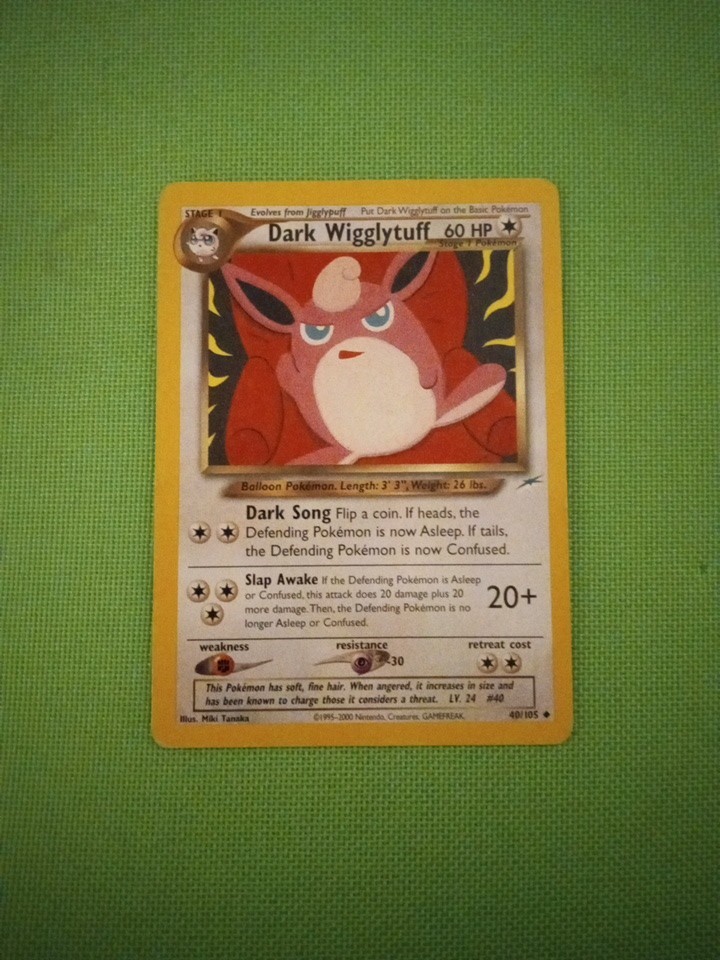 STAGE 1 Evolves from Jigglypuff Put Dark Wigglytuff on the Basic Pokémon
Dark Wigglytuff 60 HP
Stage 1 Pokémon
Balloon Pokémon. Length: 3' 3", Weight: 26 lbs.
Dark Song Flip a coin. If heads, the
Defending Pokémon is now Asleep. If tails,
the Defending Pokémon is now Confused.
Slap Awake If the Defending Pokémon is Asleep
or Confused, this attack does 20 damage plus 20
more damage. Then, the Defending Pokémon is no
longer Asleep or Confused.
20+
weakness resistance retreat cost
-30
This Pokémon has soft, fine hair. When angered, it increases in size and
has been known to charge those it considers a threat. LV. 24 #40
Illus. Miki Tanaka ©1995-2000 Nintendo, Creatures, GAMEFREAK. 40/105